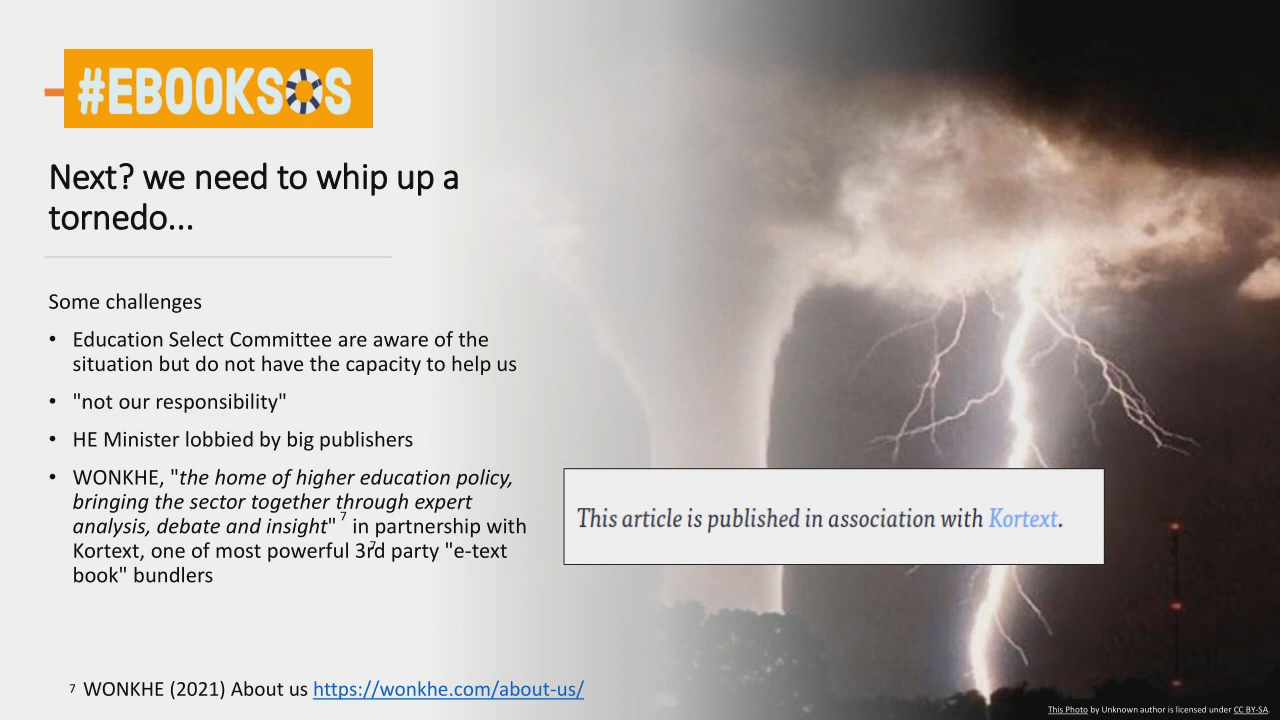 #EBOOKSOS
Next? we need to whip up a
tornedo...
Some challenges
• Education Select Committee are aware of the
situation but do not have the capacity to help us
• "not our responsibility"
• HE Minister lobbied by big publishers
• WONKHE, "the home of higher education policy,
bringing the sector together through expert
analysis, debate and insight" 7 in partnership with
Kortext, one of most powerful 3rd party "e-text
7
book" bundlers
This article is published in association with Kortext.
7 WONKHE (2021) About us https://wonkhe.com/about-us/
This Photo by Unknown author is licensed under CC BY-SA.